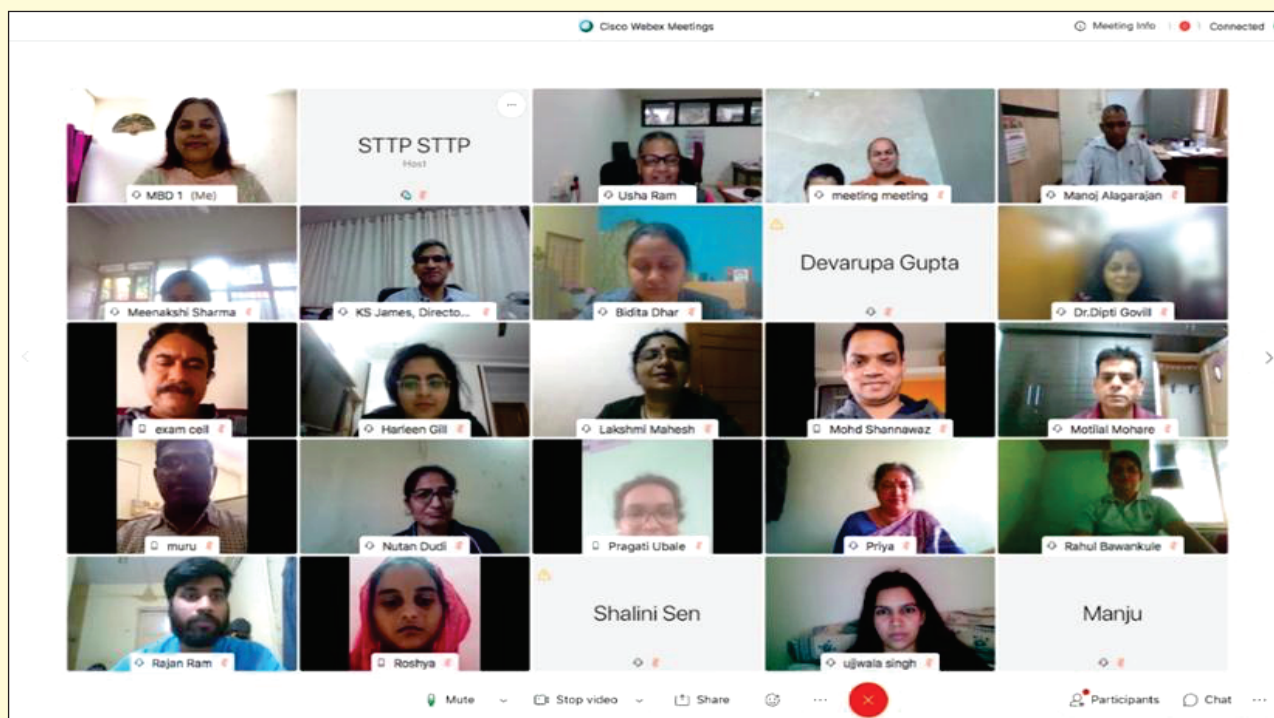 Cisco Webex Meetings
Meeting Info
Connected
MBD 1 (Me)
STTP STTP
Host
Usha Ram
meeting meeting
Manoj Alagarajan
Meenakshi Sharma
KS James, Directo...
Bidita Dhar
Devarupa Gupta
Dr.Dipti Govill
exam cell
Harleen Gill
Lakshmi Mahesh
Mohd Shannawaz
Motilal Mohare
muru
Nutan Dudi
Pragati Ubale
Priya
Rahul Bawankule
Rajan Ram
Roshya
Shalini Sen
ujjwala singh
Manju
Mute
Stop video
Share
Participants
Chat